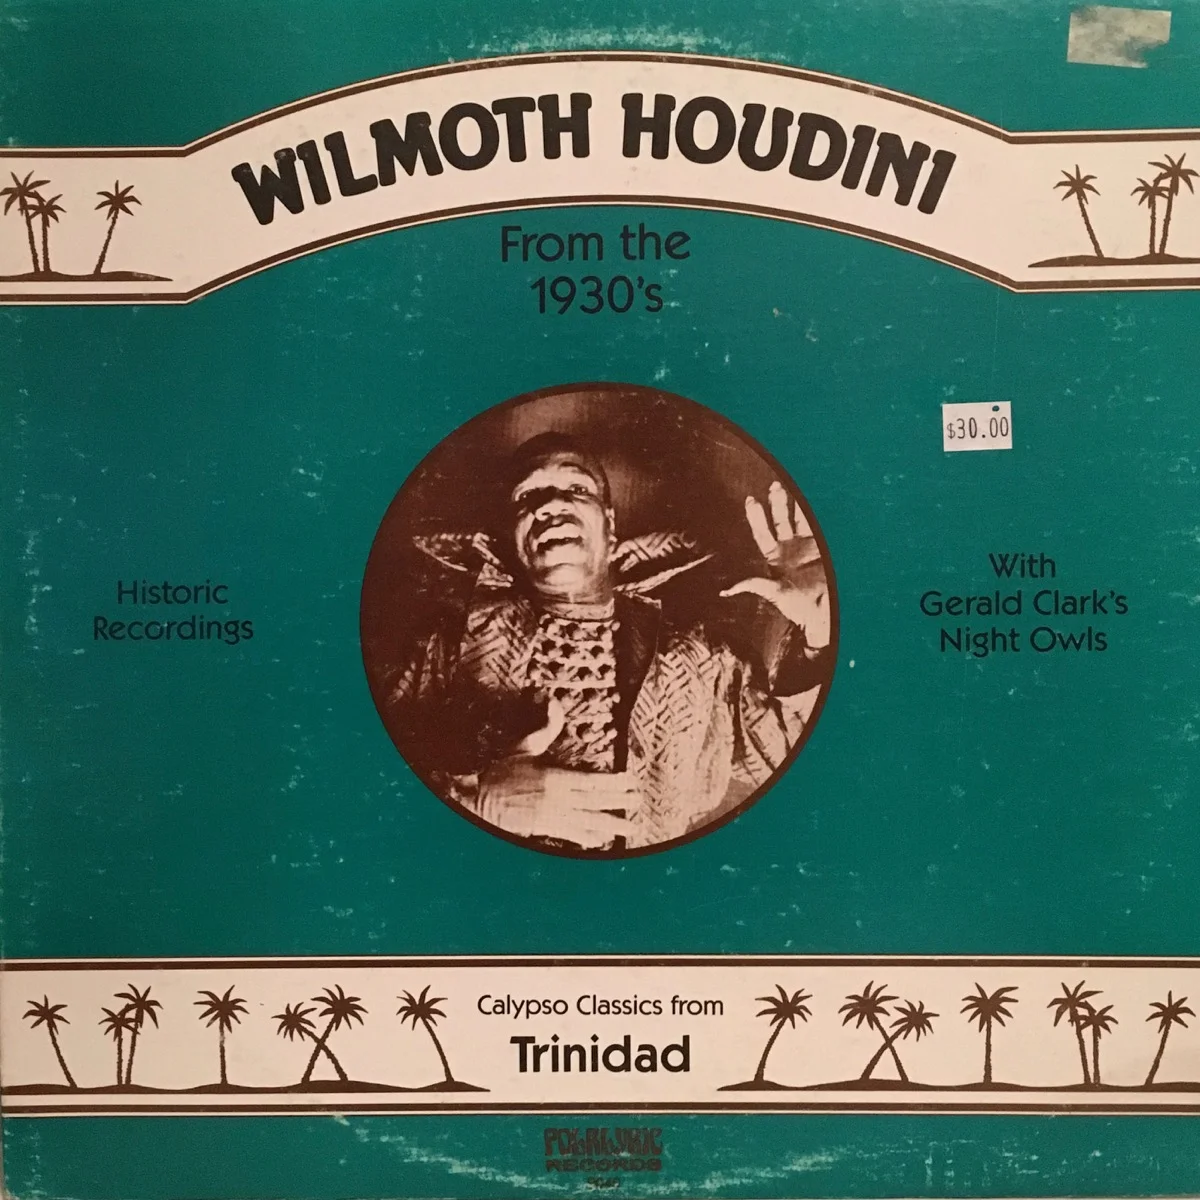 WILMOTH HOUDINI
From the
1930's
$30.00
Historic
Recordings
With
Gerald Clark's
Night Owls
Calypso Classics from
Trinidad
FOLKLYRIC
RECORDS